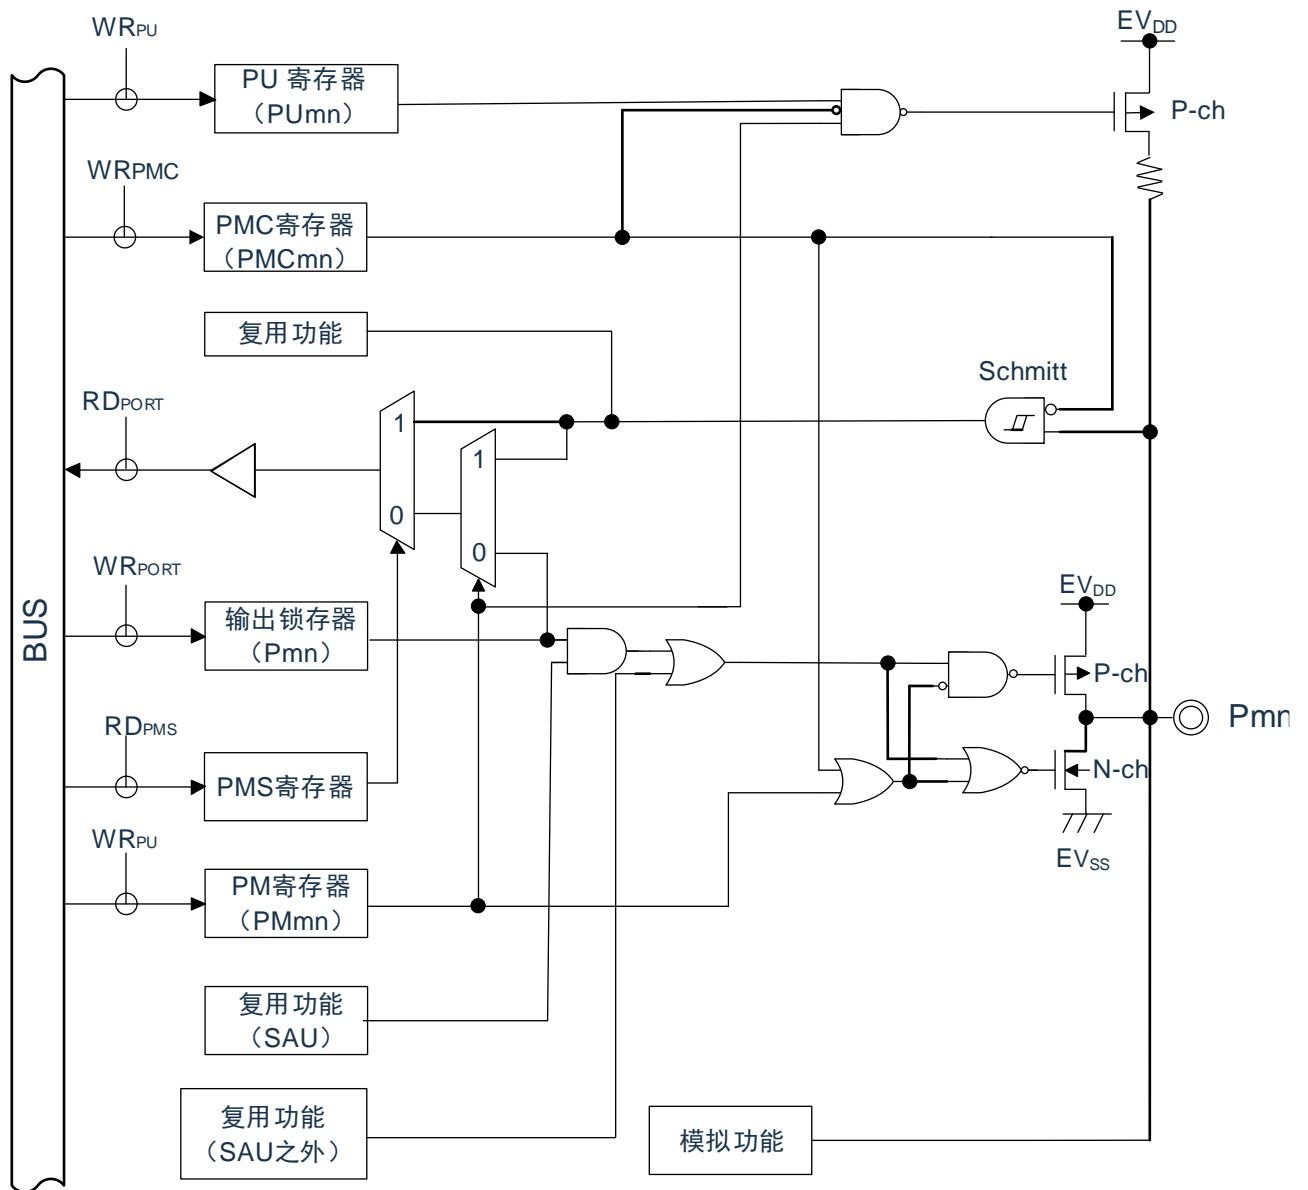 WRPU
EVDD
PU 寄存器
（PUmn）
P-ch
WRPMC
PMC寄存器
（PMCmn）
复用功能
Schmitt
RDPORT
1
1
0
0
WRPORT
EVDD
BUS
输出锁存器
（Pmn）
P-ch
Pmn
RDPMS
PMS寄存器
N-ch
WRPU
EVSS
PM寄存器
（PMmn）
复用功能
（SAU）
复用功能
（SAU之外）
模拟功能